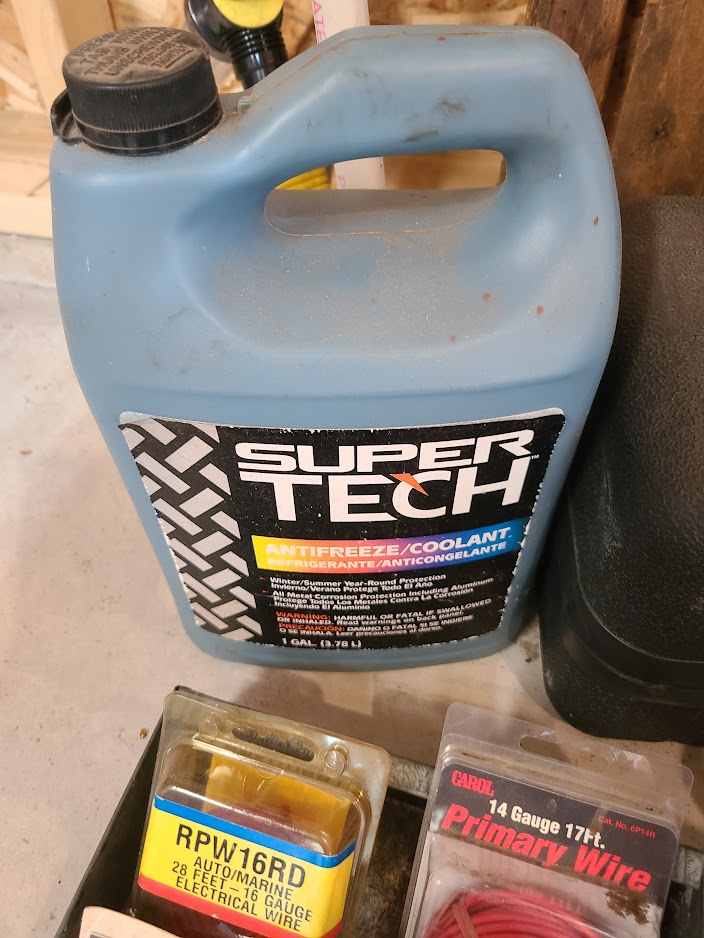 SUPER
TECH™
ANTIFREEZE/COOLANT
REFRIGERANTE/ANTICONGELANTE
Winter/Summer Year-Round Protection
Invierno/Verano Protege Todo El Año
All Metal Corrosion Protection Including Aluminum
Protege Todos Los Metales Contra La Corrosión
Incluyendo El Aluminio
WARNING: HARMFUL OR FATAL IF SWALLOWED
OR INHALED. Read warnings on back panel.
PRECAUCIÓN: DANINO O FATAL SI SE INGIERE
O SE INHALA. Leer precauciones al dorso.
1 GAL (3.78 L)
RPW16RD
AUTO/MARINE
28 FEET-16 GAUGE
ELECTRICAL WIRE
CAROL
14 Gauge 17Ft.
Cat. No. 6P14R
Primary Wire